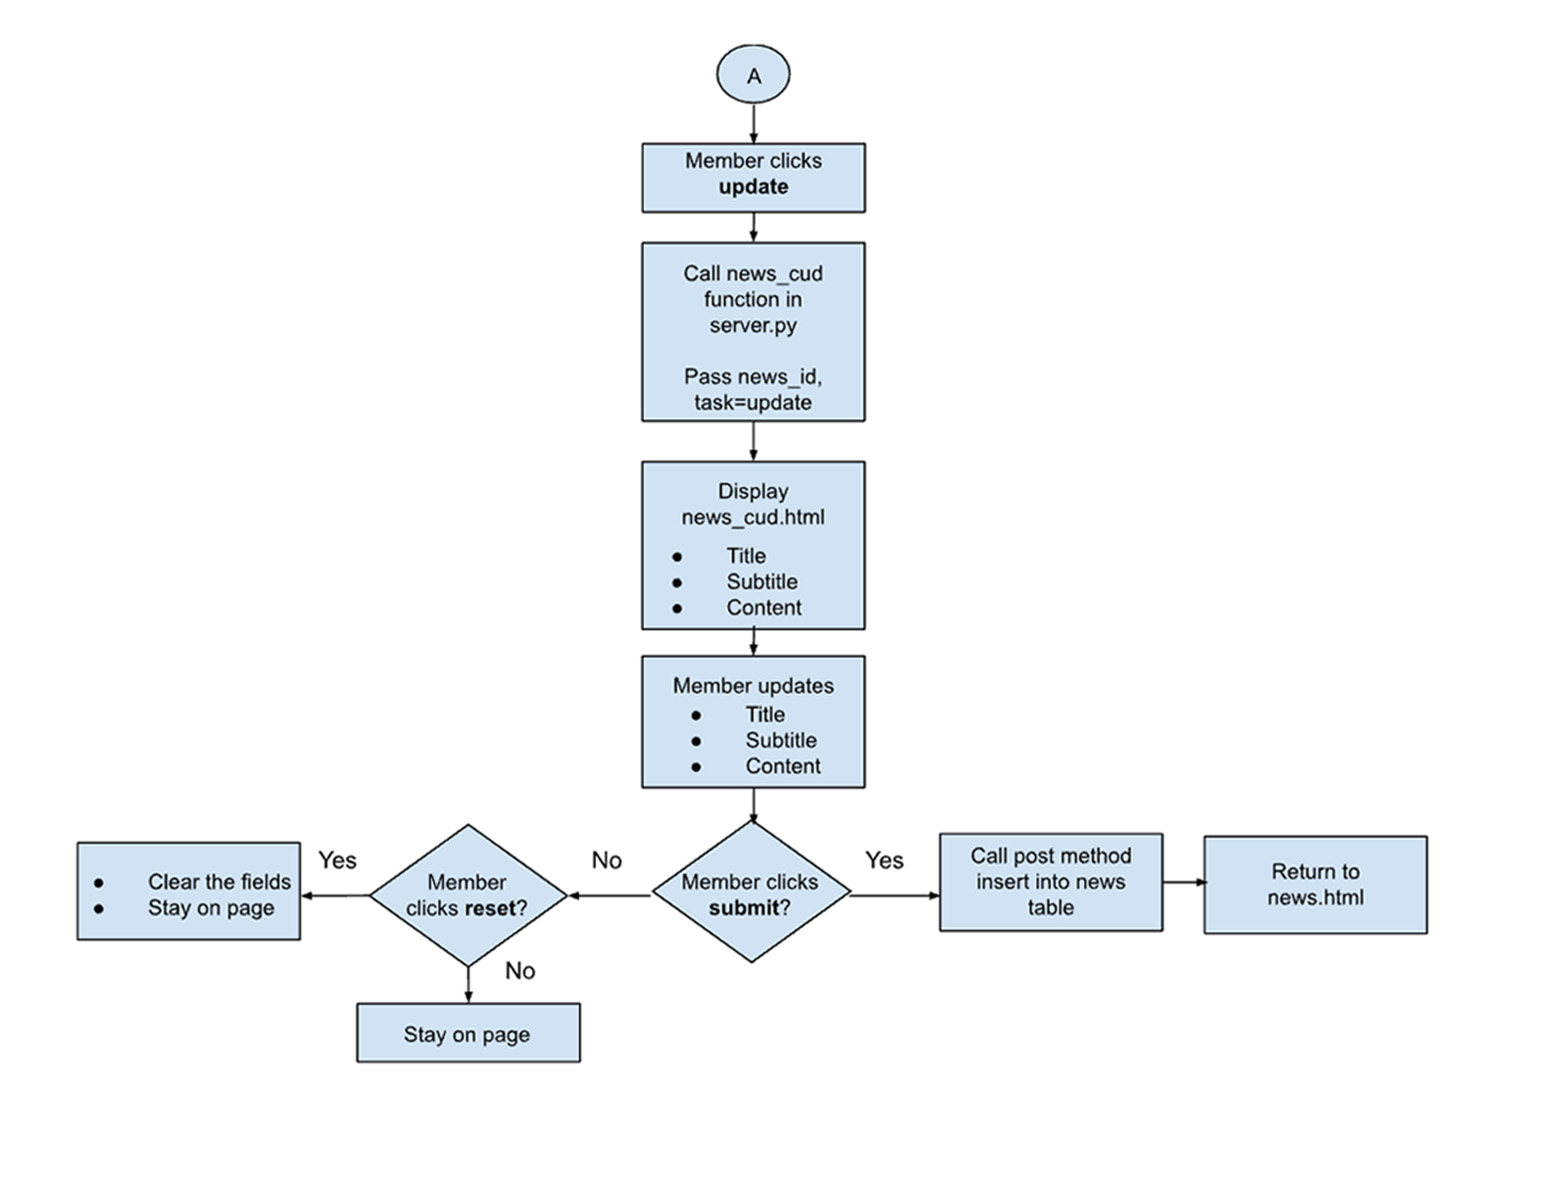 A
Member clicks
update
Call news_cud
function in
server.py
Pass news_id,
task=update
Display
news_cud.html
● Title
● Subtitle
● Content
Member updates
● Title
● Subtitle
● Content
Member clicks
submit?
Yes
Call post method
insert into news
table
Return to
news.html
No
Member
clicks reset?
Yes
● Clear the fields
● Stay on page
No
Stay on page